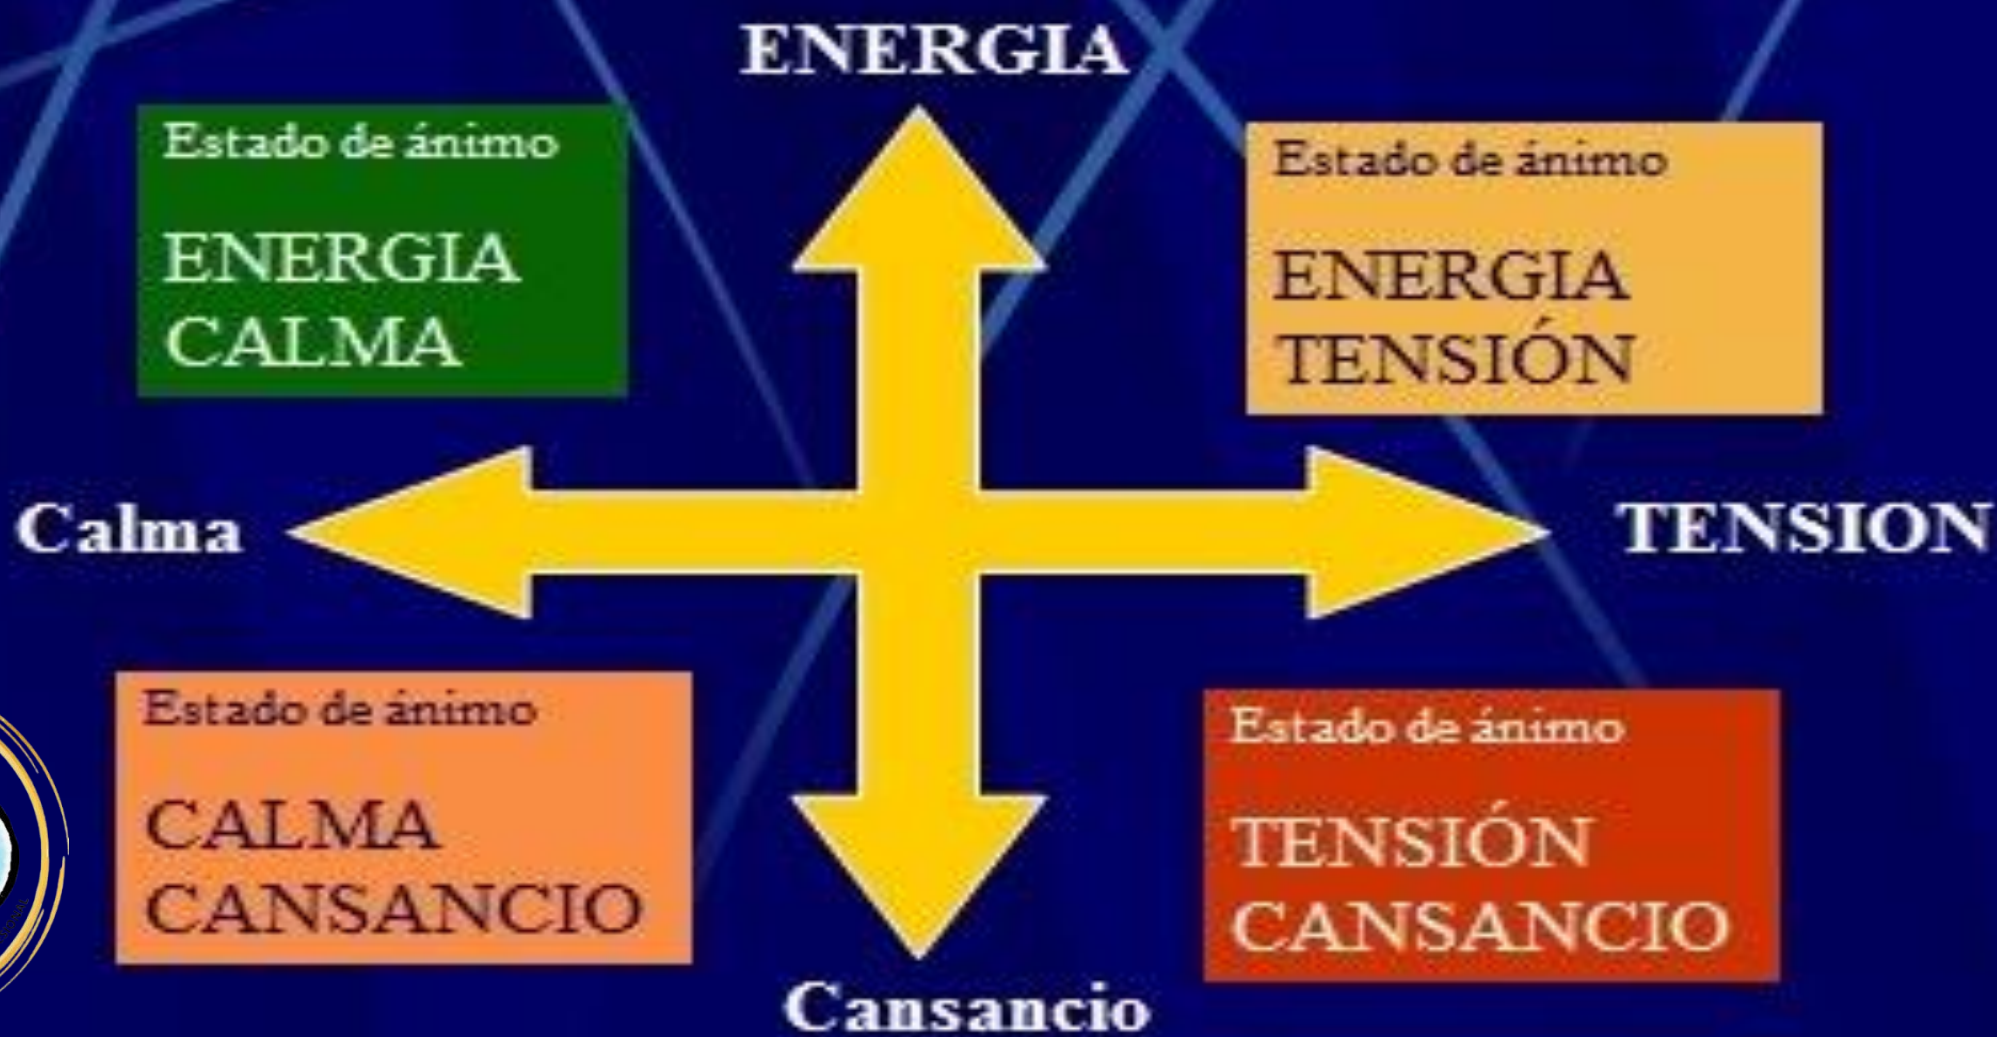 ENERGIA
Estado de ánimo
ENERGIA
CALMA
Estado de ánimo
ENERGIA
TENSIÓN
Calma
TENSION
Estado de ánimo
CALMA
CANSANCIO
Estado de ánimo
TENSIÓN
CANSANCIO
Cansancio